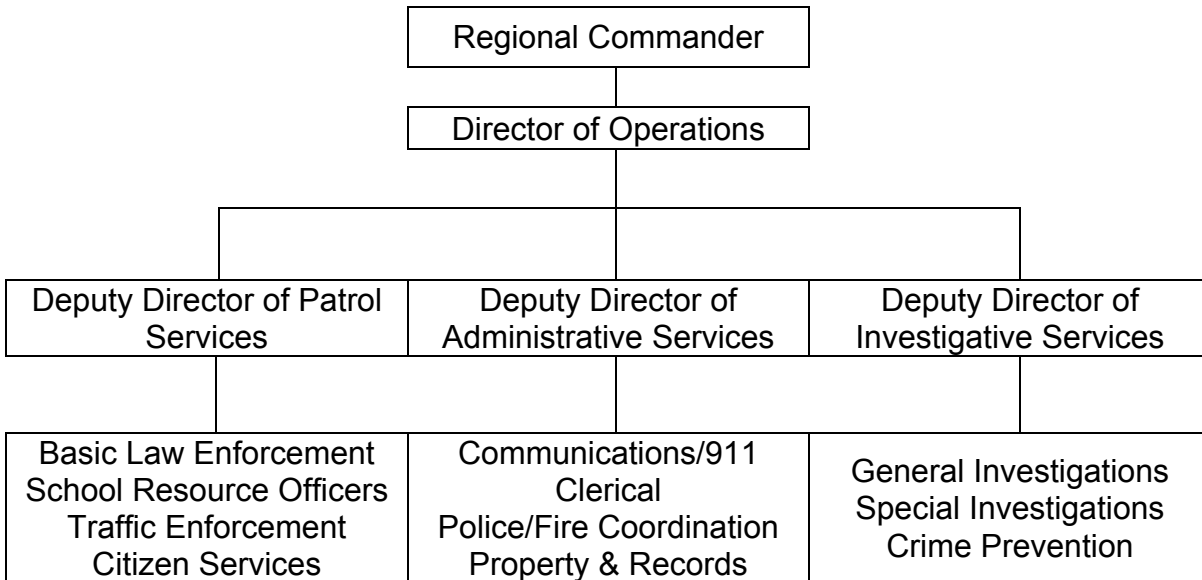 Regional Commander
Director of Operations
Deputy Director of Patrol
Services
Deputy Director of
Administrative Services
Deputy Director of
Investigative Services
Basic Law Enforcement
School Resource Officers
Traffic Enforcement
Citizen Services
Communications/911
Clerical
Police/Fire Coordination
Property & Records
General Investigations
Special Investigations
Crime Prevention